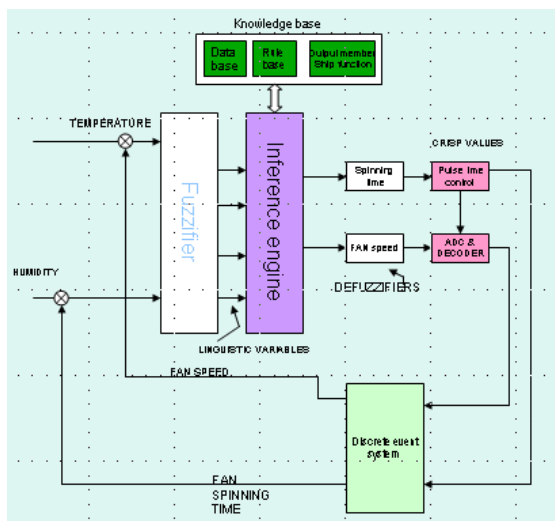 Knowledge base
Data
base
Rule
base
Output member
Ship function
TEMPERATURE
Fuzzifier
Inference engine
CRISP VALUES
Spinning
time
Pulse time
control
FAN speed
ADC &
DECODER
HUMIDITY
DEFUZZIFIERS
LINGUISTIC VARIABLES
FAN SPEED
Discrete event
system
FAN
SPINNING
TIME